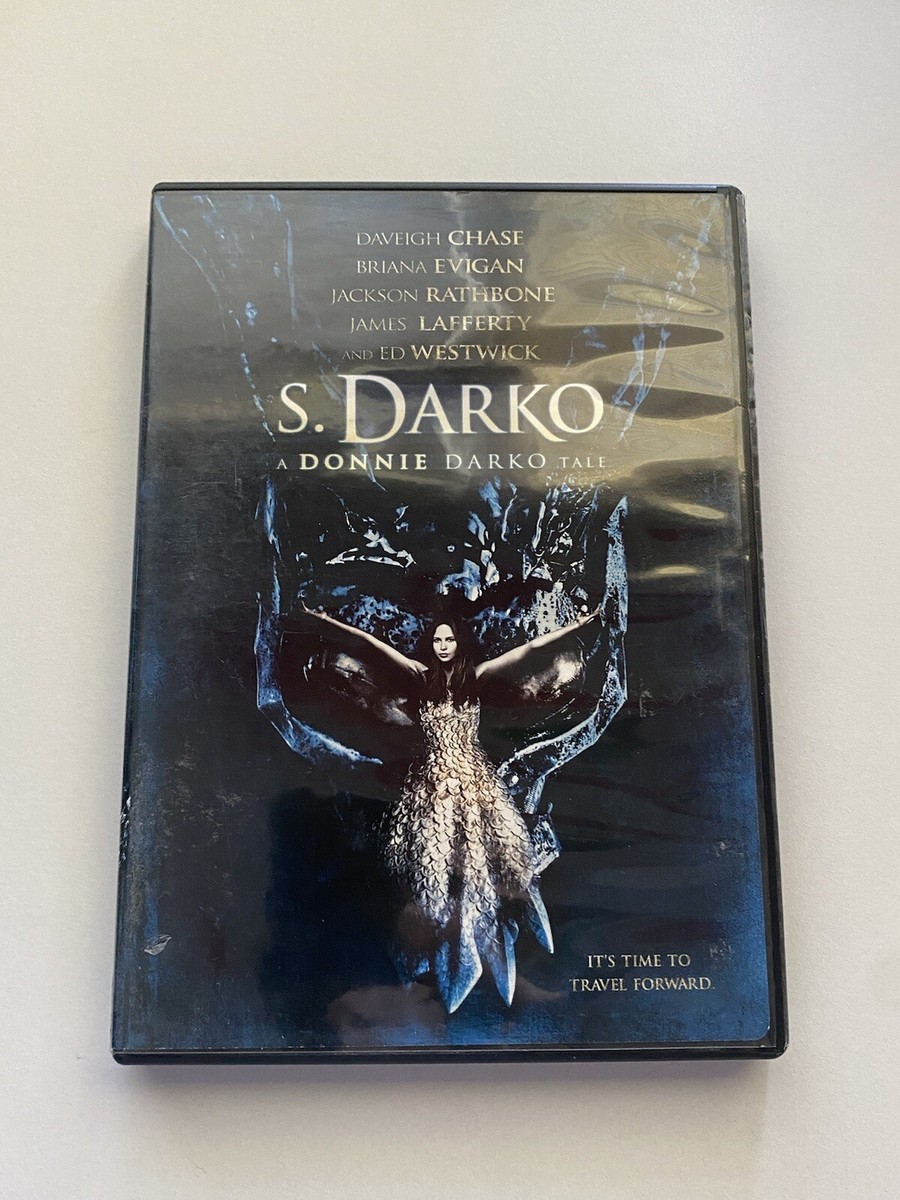 DAVEIGH CHASE
BRIANA EVIGAN
JACKSON RATHBONE
JAMES LAFFERTY
AND ED WESTWICK
S. DARKO
A DONNIE DARKO TALE
IT'S TIME TO
TRAVEL FORWARD.